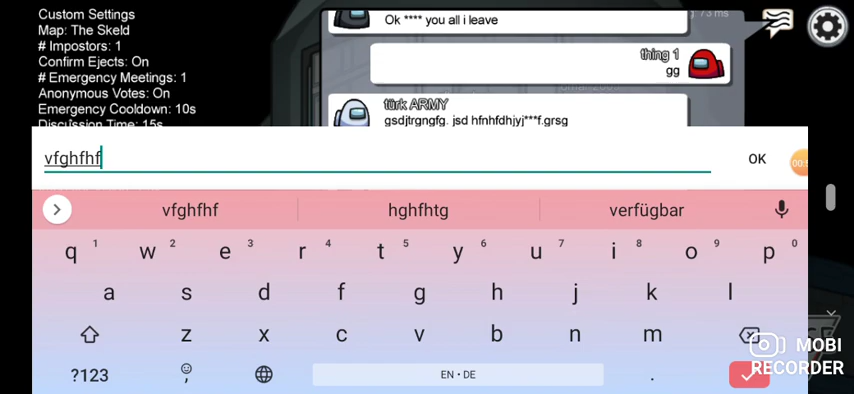 Custom Settings
Map: The Skeld
# Impostors: 1
Confirm Ejects: On
# Emergency Meetings: 1
Anonymous Votes: On
Emergency Cooldown: 10s
Discussion Time: 15s
73 ms
Ok **** you all i leave
thing 1
gg
türk ARMY
gsdjtrgngfg. jsd hfnhfdhjyj***f.grsg
vfghfhf
OK
vfghfhf hghfhtg verfügbar
q 1 w 2 e 3 r 4 t 5 y 6 u 7 i 8 o 9 p 0
a s d f g h j k l
z x c v b n m
?123 , EN • DE .
MOBI
RECORDER